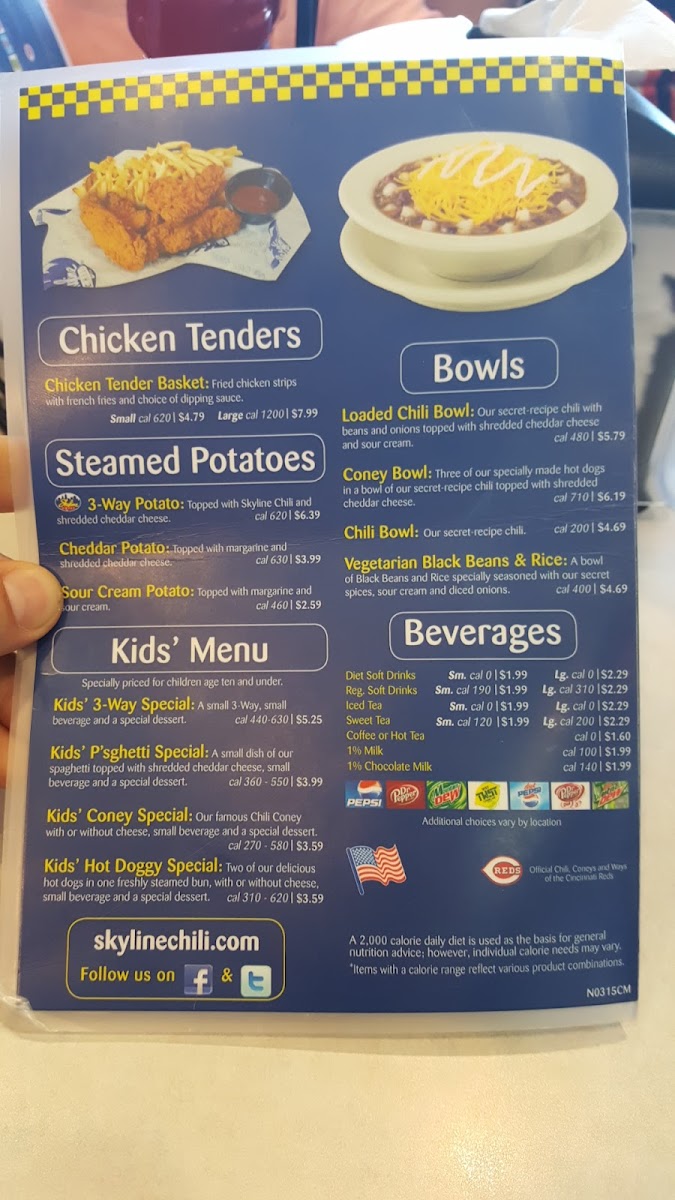 Chicken Tenders
Chicken Tender Basket: Fried chicken strips
with french fries and choice of dipping sauce.
Small cal 620 | $4.79 Large cal 1200 | $7.99
Steamed Potatoes
3-Way Potato: Topped with Skyline Chili and
shredded cheddar cheese. cal 620 | $6.39
Cheddar Potato: Topped with margarine and
shredded cheddar cheese. cal 630 | $3.99
Sour Cream Potato: Topped with margarine and
sour cream. cal 460 | $2.59
Kids' Menu
Specially priced for children age ten and under.
Kids' 3-Way Special: A small 3-Way, small
beverage and a special dessert. cal 440-630 | $5.25
Kids' P'sghetti Special: A small dish of our
spaghetti topped with shredded cheddar cheese, small
beverage and a special dessert. cal 360 - 550 | $3.99
Kids' Coney Special: Our famous Chili Coney
with or without cheese, small beverage and a special dessert.
cal 270 - 580 | $3.59
Kids' Hot Doggy Special: Two of our delicious
hot dogs in one freshly steamed bun, with or without cheese,
small beverage and a special dessert. cal 310 - 620 | $3.59
skylinechili.com
Follow us on f & t
Bowls
Loaded Chili Bowl: Our secret-recipe chili with
beans and onions topped with shredded cheddar cheese
and sour cream. cal 480 | $5.79
Coney Bowl: Three of our specially made hot dogs
in a bowl of our secret-recipe chili topped with shredded
cheddar cheese. cal 710 | $6.19
Chili Bowl: Our secret-recipe chili. cal 200 | $4.69
Vegetarian Black Beans & Rice: A bowl
of Black Beans and Rice specially seasoned with our secret
spices, sour cream and diced onions. cal 400 | $4.69
Beverages
Diet Soft Drinks Sm. cal 0 | $1.99 Lg. cal 0 | $2.29
Reg. Soft Drinks Sm. cal 190 | $1.99 Lg. cal 310 | $2.29
Iced Tea Sm. cal 0 | $1.99 Lg. cal 0 | $2.29
Sweet Tea Sm. cal 120 | $1.99 Lg. cal 200 | $2.29
Coffee or Hot Tea cal 0 | $1.60
1% Milk cal 100 | $1.99
1% Chocolate Milk cal 140 | $1.99
PEPSI Dr Pepper Mtn Dew Twist PEPSI Dr Pepper
Additional choices vary by location
REDS Official Chili, Coneys and Ways
of the Cincinnati Reds
A 2,000 calorie daily diet is used as the basis for general
nutrition advice; however, individual calorie needs may vary.
*Items with a calorie range reflect various product combinations.
N0315CM